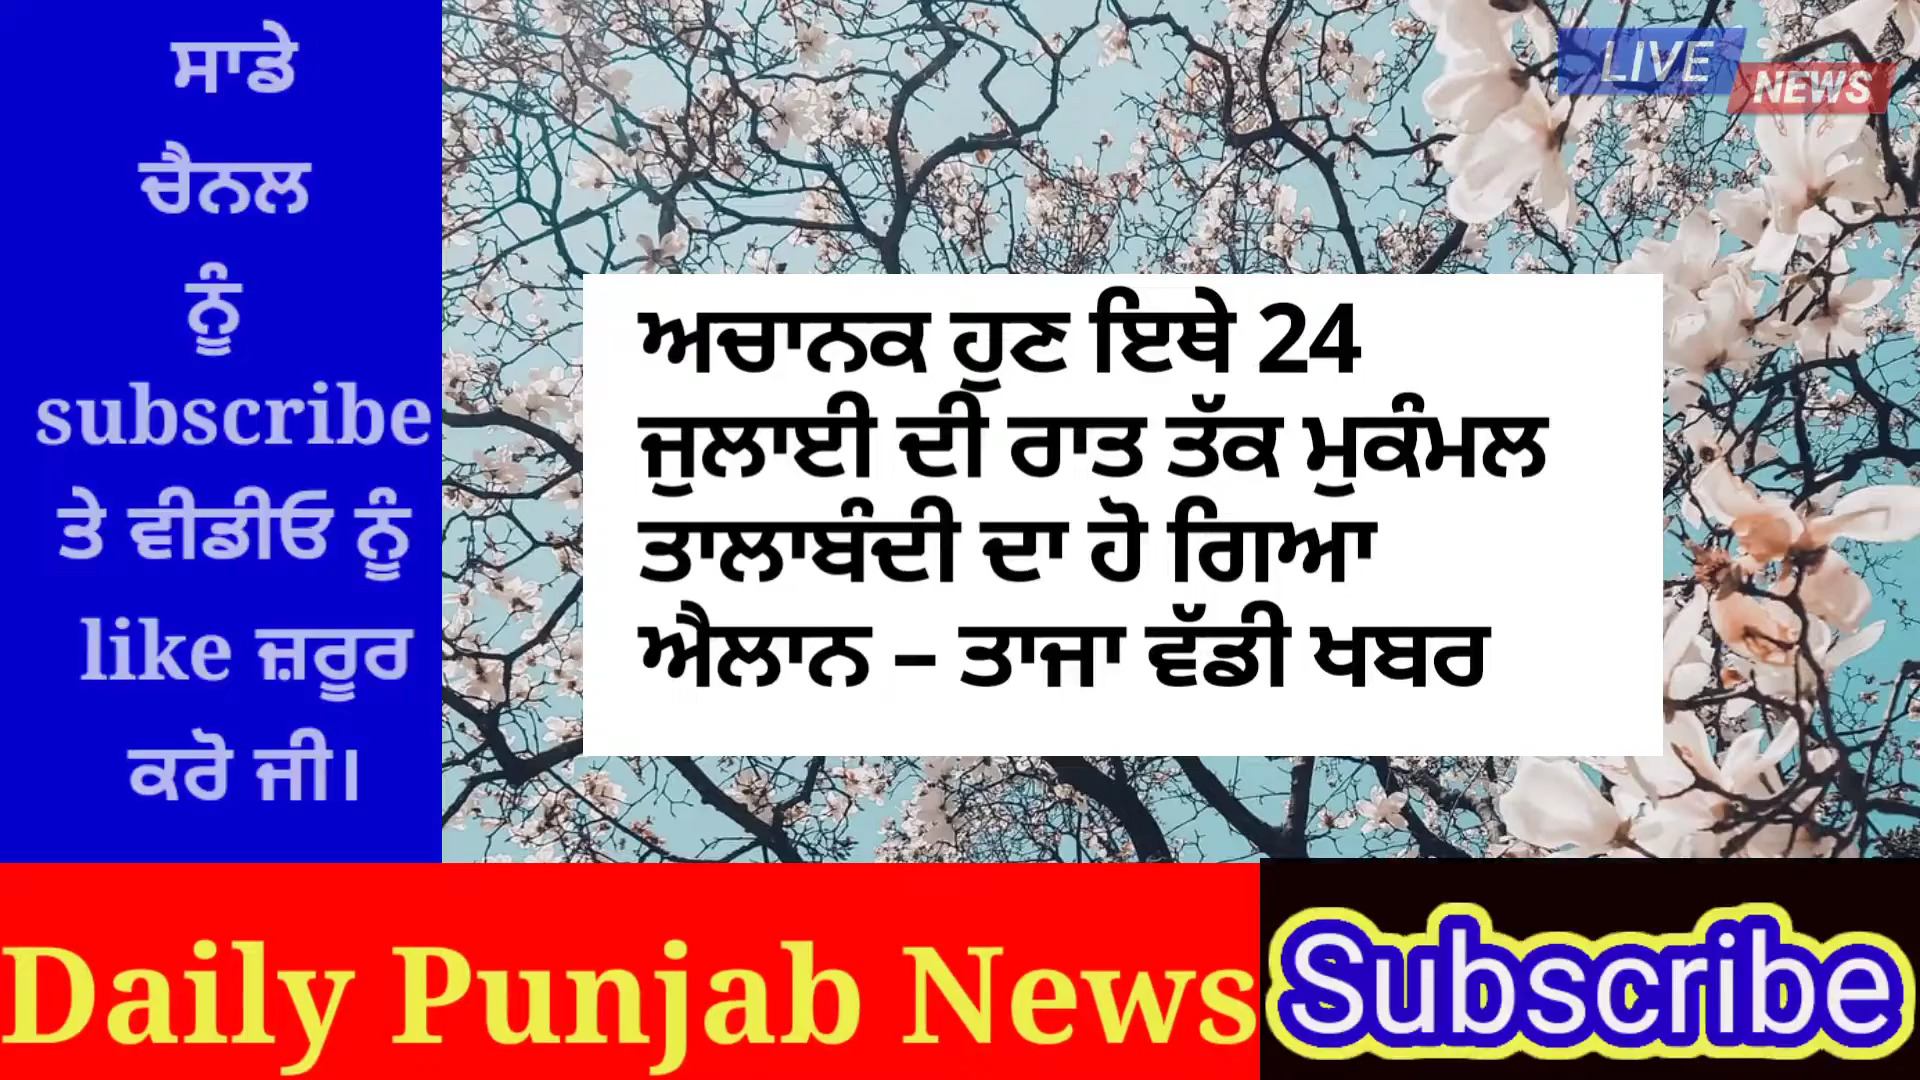 ਸਾਡੇ
ਚੈਨਲ
ਨੂੰ
subscribe
ਤੇ ਵੀਡੀਓ ਨੂੰ
like ਜ਼ਰੂਰ
ਕਰੋ ਜੀ।
LIVE
NEWS
ਅਚਾਨਕ ਹੁਣ ਇਥੇ 24
ਜੁਲਾਈ ਦੀ ਰਾਤ ਤੱਕ ਮੁਕੰਮਲ
ਤਾਲਾਬੰਦੀ ਦਾ ਹੋ ਗਿਆ
ਐਲਾਨ – ਤਾਜਾ ਵੱਡੀ ਖਬਰ
Daily Punjab News
Subscribe